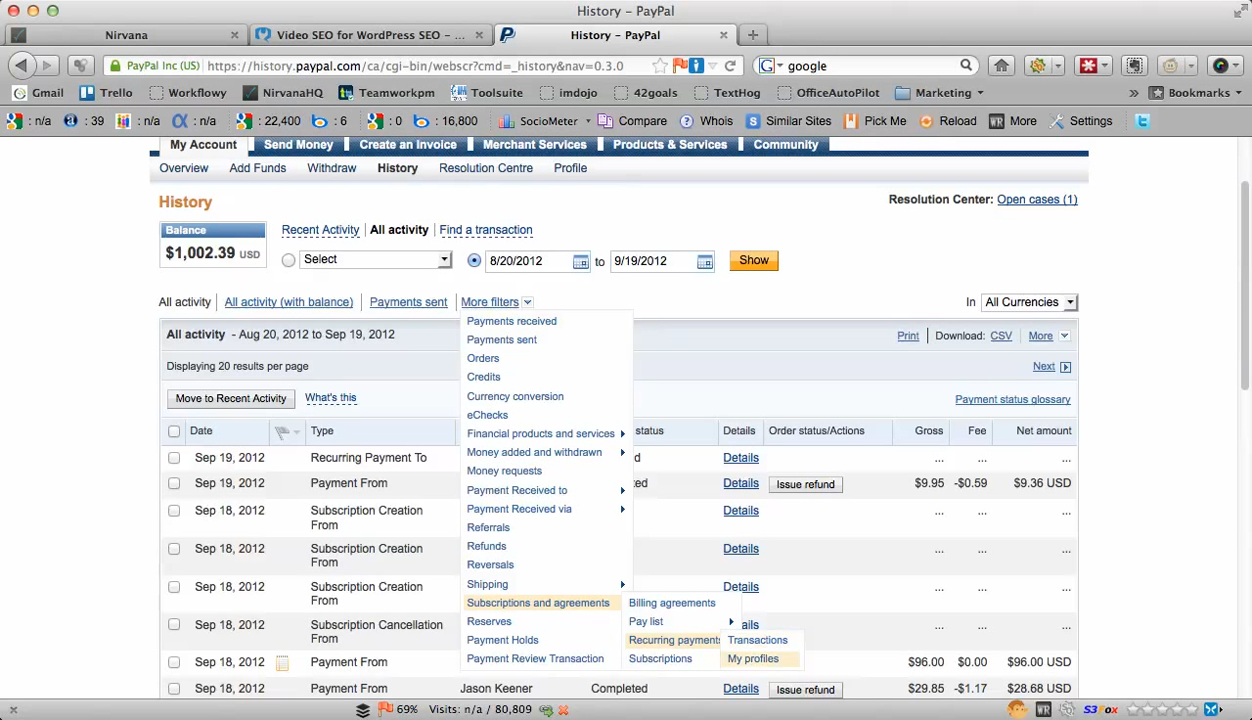 History - PayPal
Nirvana
Video SEO for WordPress SEO - ...
History - PayPal
PayPal Inc (US)
https://history.paypal.com/ca/cgi-bin/webscr?cmd=_history&nav=0.3.0
google
Gmail
Trello
Workflowy
NirvanaHQ
Teamworkpm
Toolsuite
imdojo
42goals
TextHog
OfficeAutoPilot
Marketing
»
Bookmarks
: n/a
: 39
: n/a
: n/a
: 22,400
: 6
: 0
: 16,800
SocioMeter
Compare
Whois
Similar Sites
Pick Me
Reload
More
Settings
My Account
Send Money
Create an Invoice
Merchant Services
Products & Services
Community
Overview
Add Funds
Withdraw
History
Resolution Centre
Profile
History
Resolution Center: Open cases (1)
Balance
$1,002.39 USD
Recent Activity
All activity
Find a transaction
Select
8/20/2012
to
9/19/2012
Show
All activity
All activity (with balance)
Payments sent
More filters
In
All Currencies
All activity - Aug 20, 2012 to Sep 19, 2012
Print
Download: CSV
More
Displaying 20 results per page
Next
Move to Recent Activity
What's this
Payment status glossary
Date
Type
status
Details
Order status/Actions
Gross
Fee
Net amount
Sep 19, 2012
Recurring Payment To
d
Details
...
...
...
Sep 19, 2012
Payment From
ted
Details
Issue refund
$9.95
-$0.59
$9.36 USD
Sep 18, 2012
Subscription Creation
From
Details
...
...
...
Sep 18, 2012
Subscription Creation
From
Details
...
...
...
Sep 18, 2012
Subscription Creation
From
Details
...
...
...
Sep 18, 2012
Subscription Cancellation
From
ils
...
...
...
Sep 18, 2012
Payment From
$96.00
$0.00
$96.00 USD
Sep 18, 2012
Payment From
Jason Keener
Completed
Details
Issue refund
$29.85
-$1.17
$28.68 USD
Payments received
Payments sent
Orders
Credits
Currency conversion
eChecks
Financial products and services
Money added and withdrawn
Money requests
Payment Received to
Payment Received via
Referrals
Refunds
Reversals
Shipping
Subscriptions and agreements
Reserves
Payment Holds
Payment Review Transaction
Billing agreements
Pay list
Recurring payments
Subscriptions
Transactions
My profiles
69%
Visits: n/a / 80,809
S3Fox